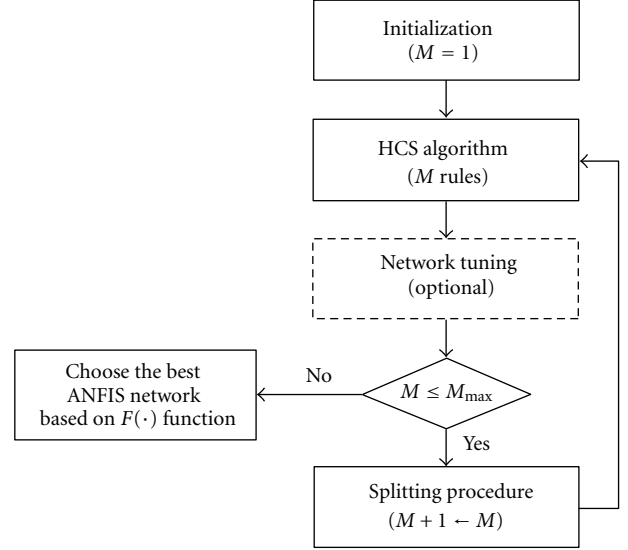 Initialization
(M = 1)
HCS algorithm
(M rules)
Network tuning
(optional)
M ≤ Mmax
No
Choose the best
ANFIS network
based on F(·) function
Yes
Splitting procedure
(M + 1 ← M)